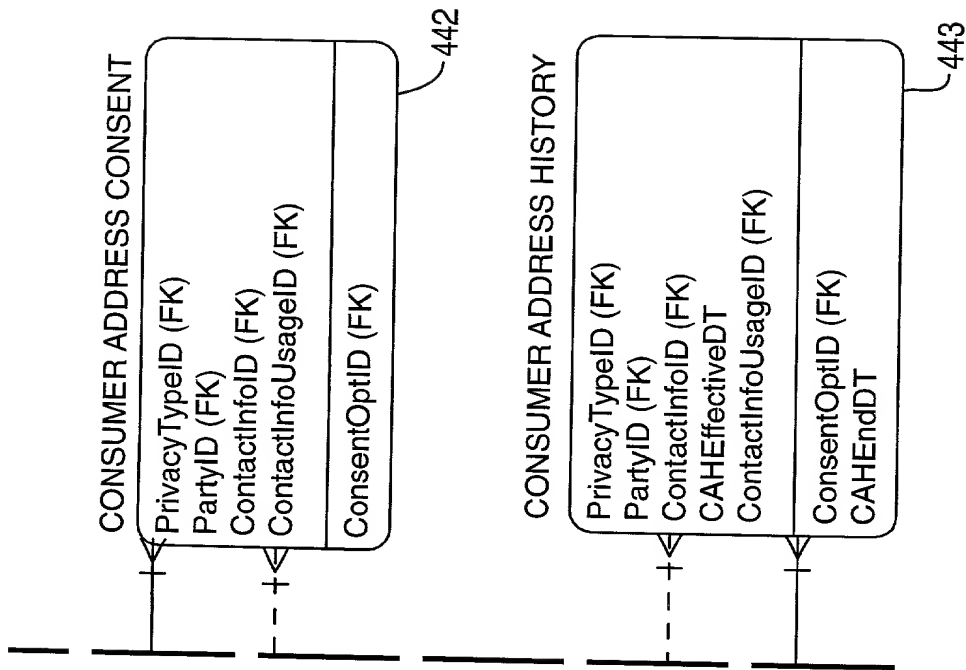 CONSUMER ADDRESS CONSENT
PrivacyTypeID (FK)
PartyID (FK)
ContactInfoID (FK)
ContactInfoUsageID (FK)
ConsentOptID (FK)
442
CONSUMER ADDRESS HISTORY
PrivacyTypeID (FK)
PartyID (FK)
ContactInfoID (FK)
CAHEffectiveDT
ContactInfoUsageID (FK)
ConsentOptID (FK)
CAHEndDT
443